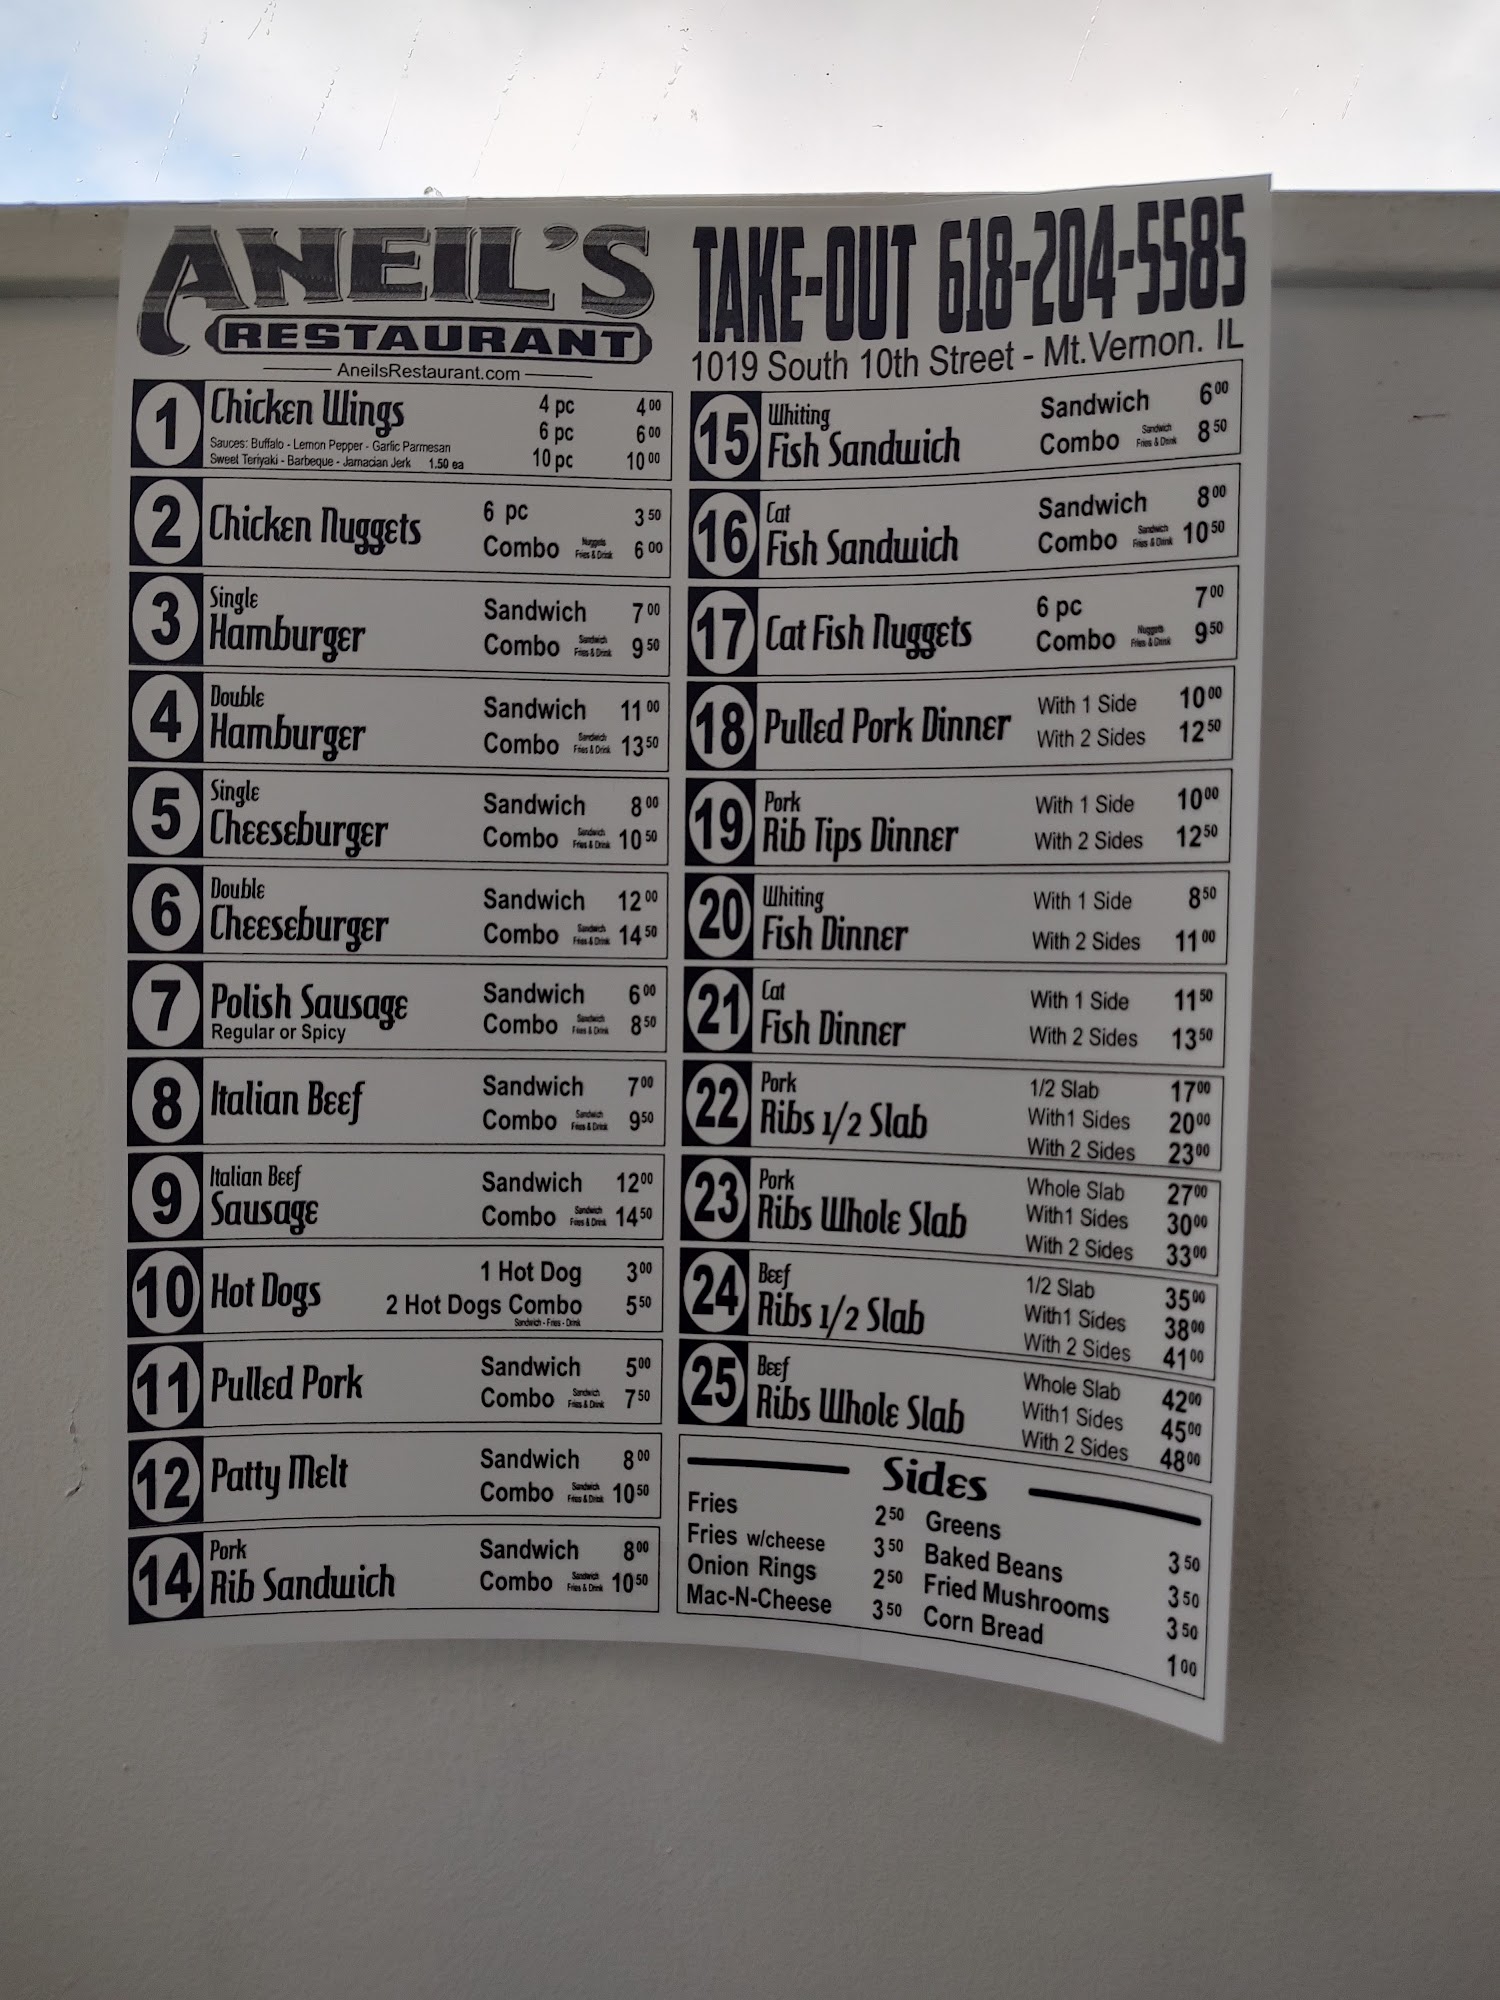 ANEIL'S
RESTAURANT
AneilsRestaurant.com
TAKE-OUT 618-204-5585
1019 South 10th Street - Mt. Vernon. IL
1 Chicken Wings 4 pc 4 00
6 pc 6 00
Sauces: Buffalo - Lemon Pepper - Garlic Parmesan
Sweet Teriyaki - Barbeque - Jamacian Jerk 1.50 ea 10 pc 10 00
2 Chicken Nuggets 6 pc 3 50
Combo Nuggets Fries & Drink 6 00
3 Single Hamburger Sandwich 7 00
Combo Sandwich Fries & Drink 9 50
4 Double Hamburger Sandwich 11 00
Combo Sandwich Fries & Drink 13 50
5 Single Cheeseburger Sandwich 8 00
Combo Sandwich Fries & Drink 10 50
6 Double Cheeseburger Sandwich 12 00
Combo Sandwich Fries & Drink 14 50
7 Polish Sausage Sandwich 6 00
Regular or Spicy Combo Sandwich Fries & Drink 8 50
8 Italian Beef Sandwich 7 00
Combo Sandwich Fries & Drink 9 50
9 Italian Beef Sausage Sandwich 12 00
Combo Sandwich Fries & Drink 14 50
10 Hot Dogs 1 Hot Dog 3 00
2 Hot Dogs Combo 5 50
Sandwich - Fries - Drink
11 Pulled Pork Sandwich 5 00
Combo Sandwich Fries & Drink 7 50
12 Patty Melt Sandwich 8 00
Combo Sandwich Fries & Drink 10 50
14 Pork Rib Sandwich Sandwich 8 00
Combo Sandwich Fries & Drink 10 50
15 Whiting Fish Sandwich Sandwich 6 00
Combo Sandwich Fries & Drink 8 50
16 Cat Fish Sandwich Sandwich 8 00
Combo Sandwich Fries & Drink 10 50
17 Cat Fish Nuggets 6 pc 7 00
Combo Nuggets Fries & Drink 9 50
18 Pulled Pork Dinner With 1 Side 10 00
With 2 Sides 12 50
19 Pork Rib Tips Dinner With 1 Side 10 00
With 2 Sides 12 50
20 Whiting Fish Dinner With 1 Side 8 50
With 2 Sides 11 00
21 Cat Fish Dinner With 1 Side 11 50
With 2 Sides 13 50
22 Pork Ribs 1/2 Slab 1/2 Slab 17 00
With1 Sides 20 00
With 2 Sides 23 00
23 Pork Ribs Whole Slab Whole Slab 27 00
With1 Sides 30 00
With 2 Sides 33 00
24 Beef Ribs 1/2 Slab 1/2 Slab 35 00
With1 Sides 38 00
With 2 Sides 41 00
25 Beef Ribs Whole Slab Whole Slab 42 00
With1 Sides 45 00
With 2 Sides 48 00
Sides
Fries 2 50
Fries w/cheese 3 50
Onion Rings 2 50
Mac-N-Cheese 3 50
Greens 3 50
Baked Beans 3 50
Fried Mushrooms 3 50
Corn Bread 1 00